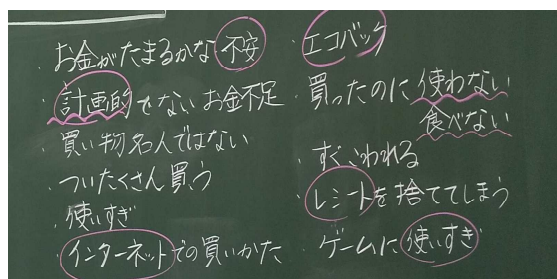 ・お金がたまるかな不安
・計画的でないお金不足
・買い物名人ではない
・ついたくさん買う
・使いすぎ
・インターネットでの買いかた
・エコバック
・買ったのに使わない
食べない
・すぐこわれる
・レシートを捨ててしまう
・ゲームに使いすぎ